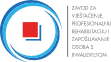 ZAVOD ZA
VJEŠTAČENJE,
PROFESIONALNU
REHABILITACIJU I
ZAPOŠLJAVANJE
OSOBA S
INVALIDITETOM